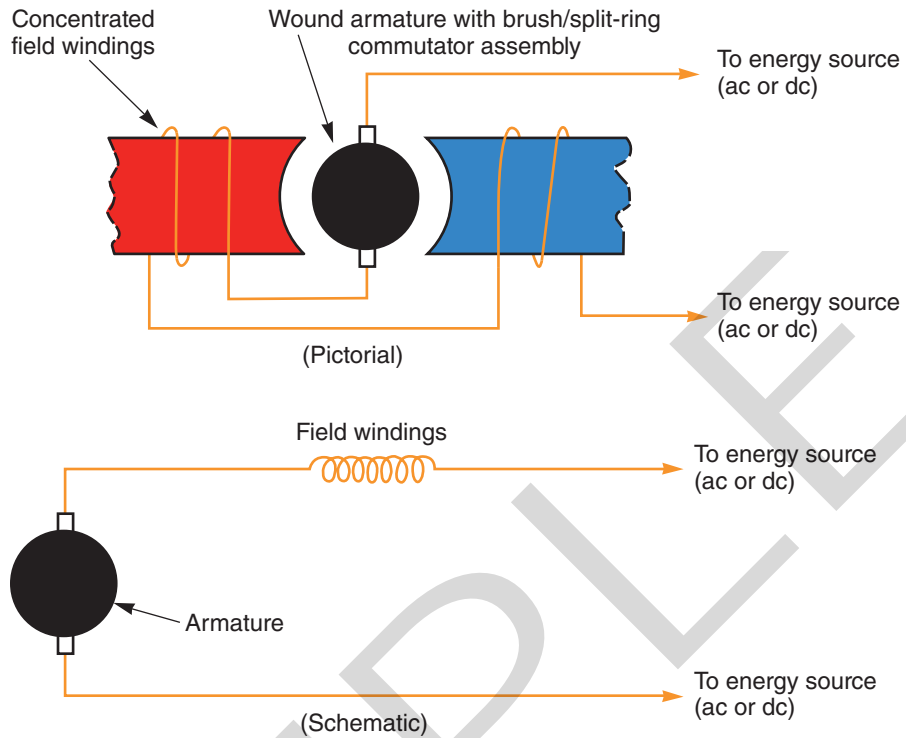 Concentrated
field windings
Wound armature with brush/split-ring
commutator assembly
To energy source
(ac or dc)
To energy source
(ac or dc)
(Pictorial)
Field windings
To energy source
(ac or dc)
Armature
To energy source
(ac or dc)
(Schematic)